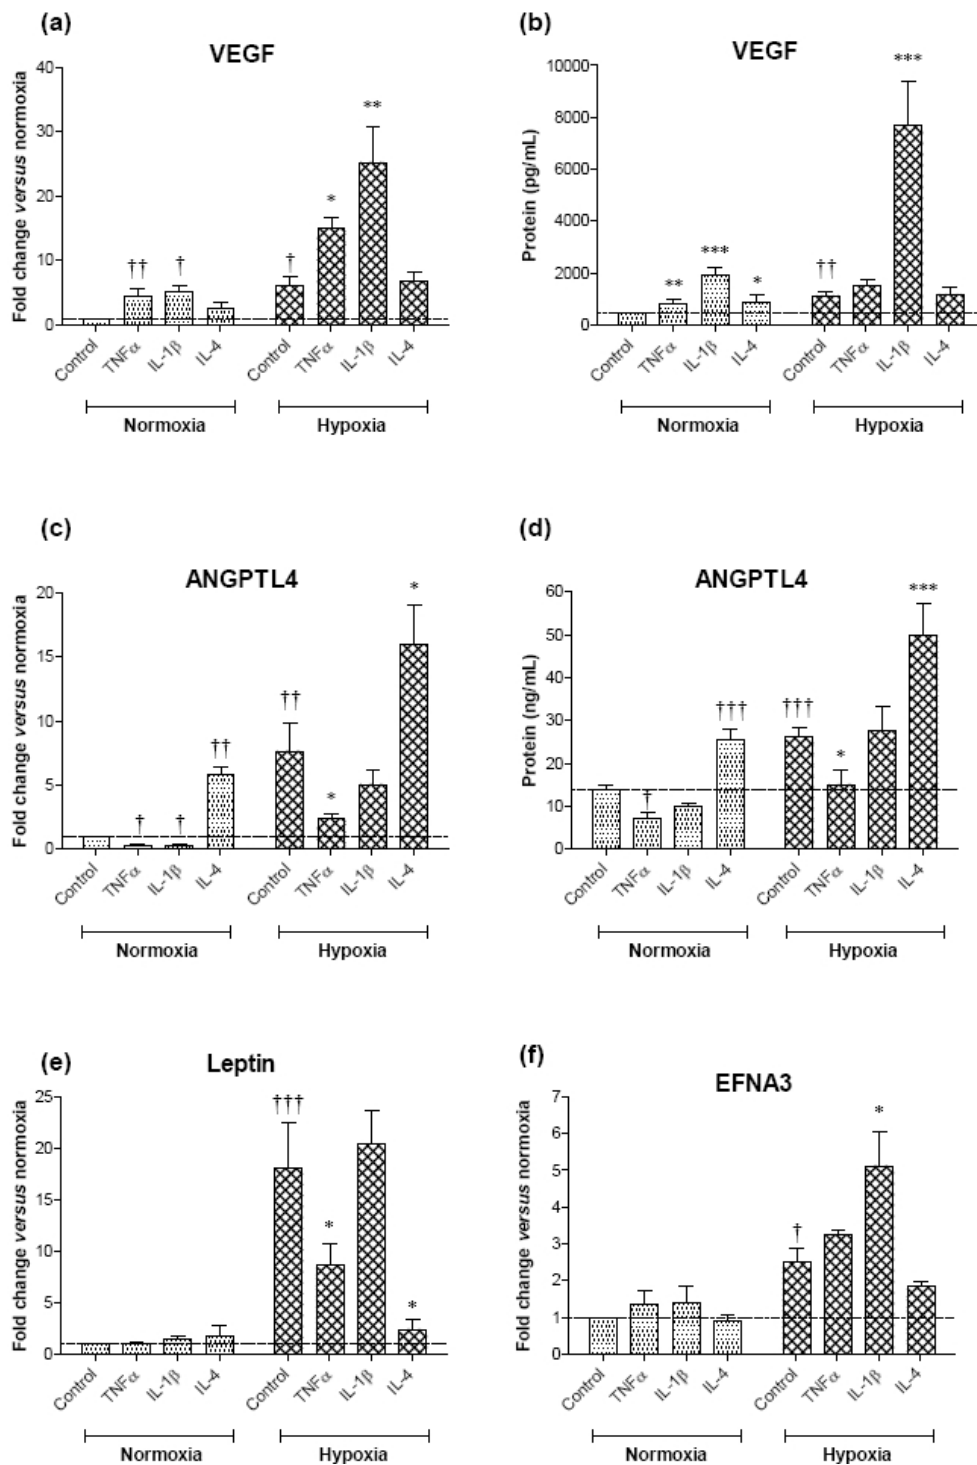 (a)
VEGF
Fold change versus normoxia
40
30
20
10
0
†† † † * **
Control TNFα IL-1β IL-4 Control TNFα IL-1β IL-4
Normoxia Hypoxia
(b)
VEGF
Protein (pg/mL)
10000
8000
6000
4000
2000
0
** *** * †† ***
Control TNFα IL-1β IL-4 Control TNFα IL-1β IL-4
Normoxia Hypoxia
(c)
ANGPTL4
Fold change versus normoxia
20
15
10
5
0
† † †† †† * *
Control TNFα IL-1β IL-4 Control TNFα IL-1β IL-4
Normoxia Hypoxia
(d)
ANGPTL4
Protein (ng/mL)
60
50
40
30
20
10
0
† ††† ††† * ***
Control TNFα IL-1β IL-4 Control TNFα IL-1β IL-4
Normoxia Hypoxia
(e)
Leptin
Fold change versus normoxia
25
20
15
10
5
0
††† * *
Control TNFα IL-1β IL-4 Control TNFα IL-1β IL-4
Normoxia Hypoxia
(f)
EFNA3
Fold change versus normoxia
7
6
5
4
3
2
1
0
† *
Control TNFα IL-1β IL-4 Control TNFα IL-1β IL-4
Normoxia Hypoxia